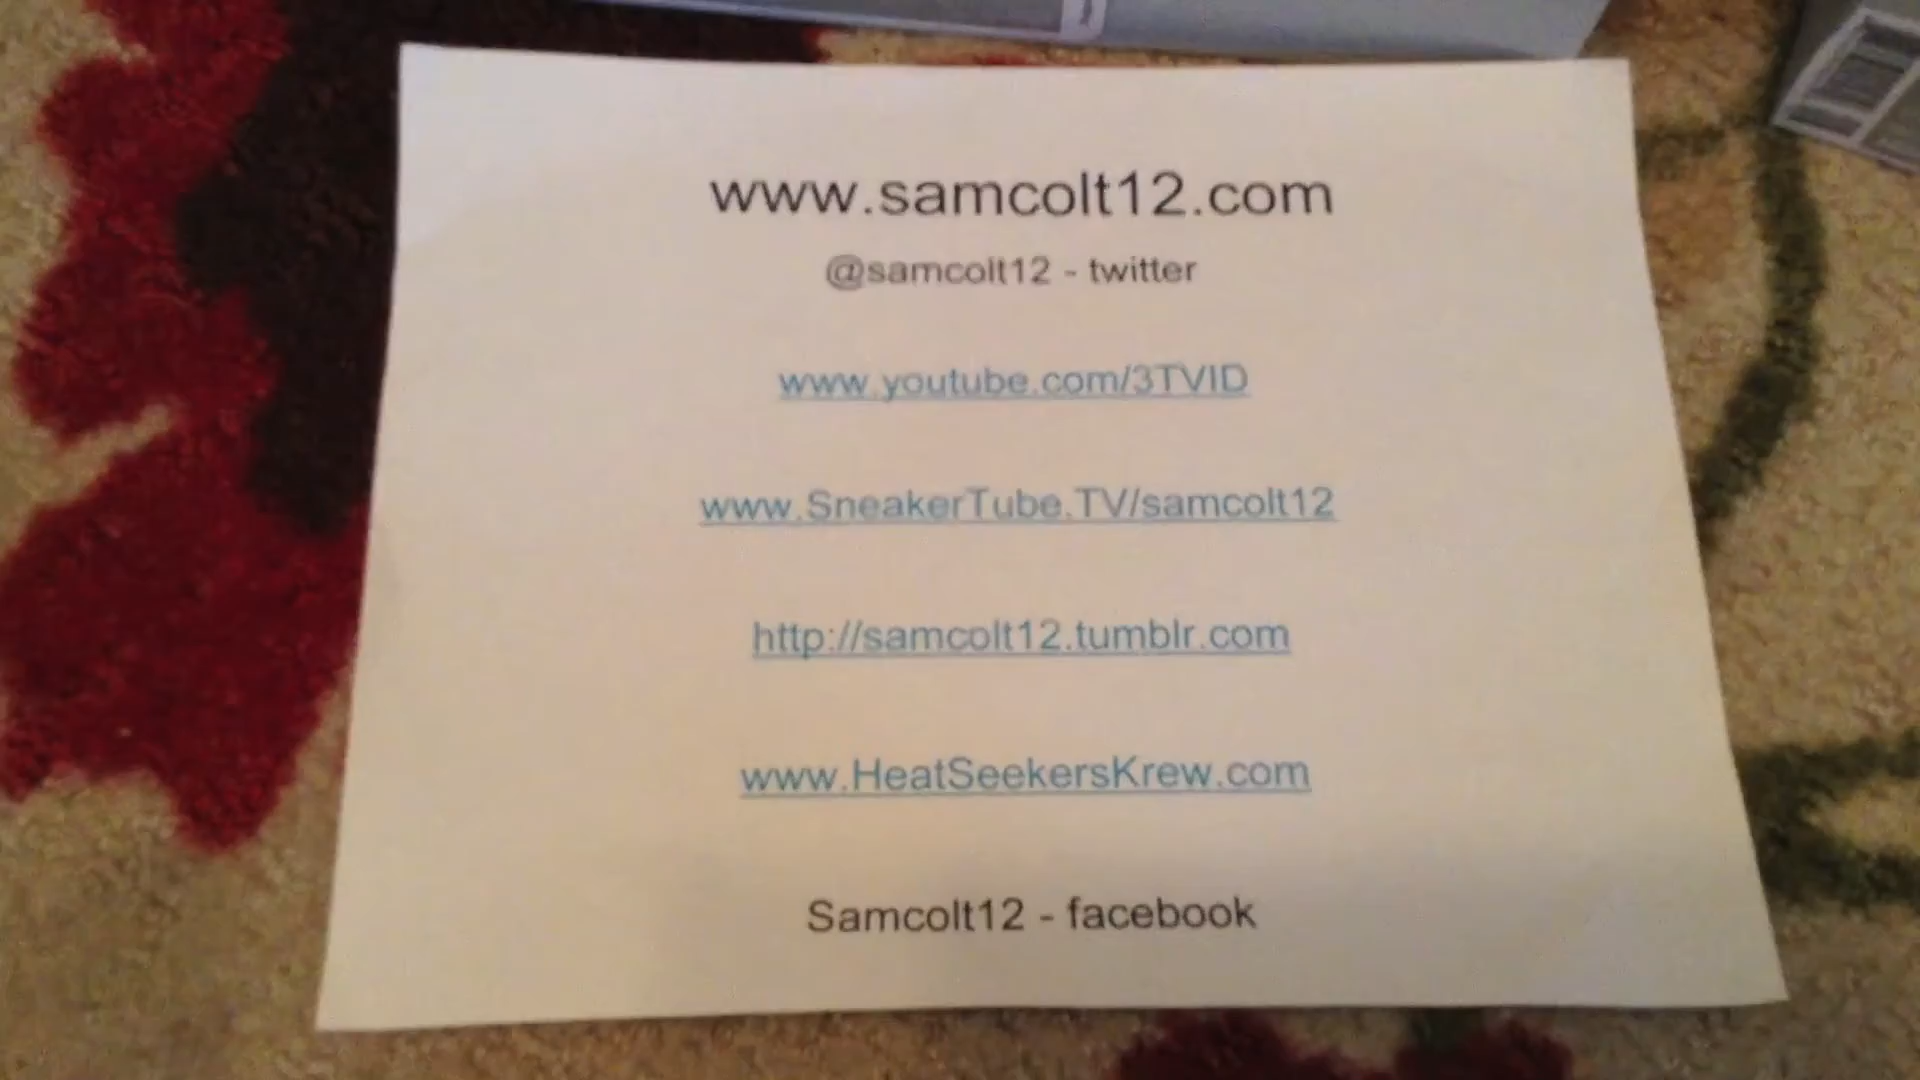 www.samcolt12.com
@samcolt12 - twitter
www.youtube.com/3TVID
www.SneakerTube.TV/samcolt12
http://samcolt12.tumblr.com
www.HeatSeekersKrew.com
Samcolt12 - facebook